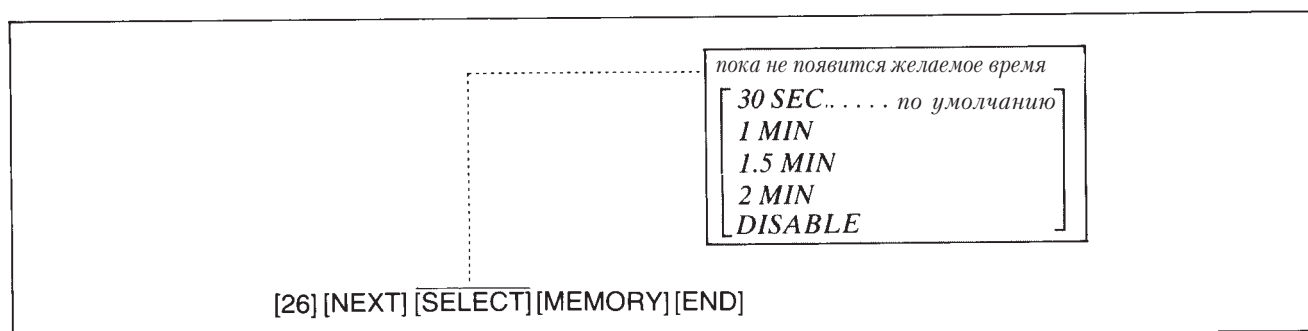 пока не появится желаемое время
30 SEC...... по умолчанию
1 MIN
1.5 MIN
2 MIN
DISABLE
[26] [NEXT] [SELECT] [MEMORY] [END]